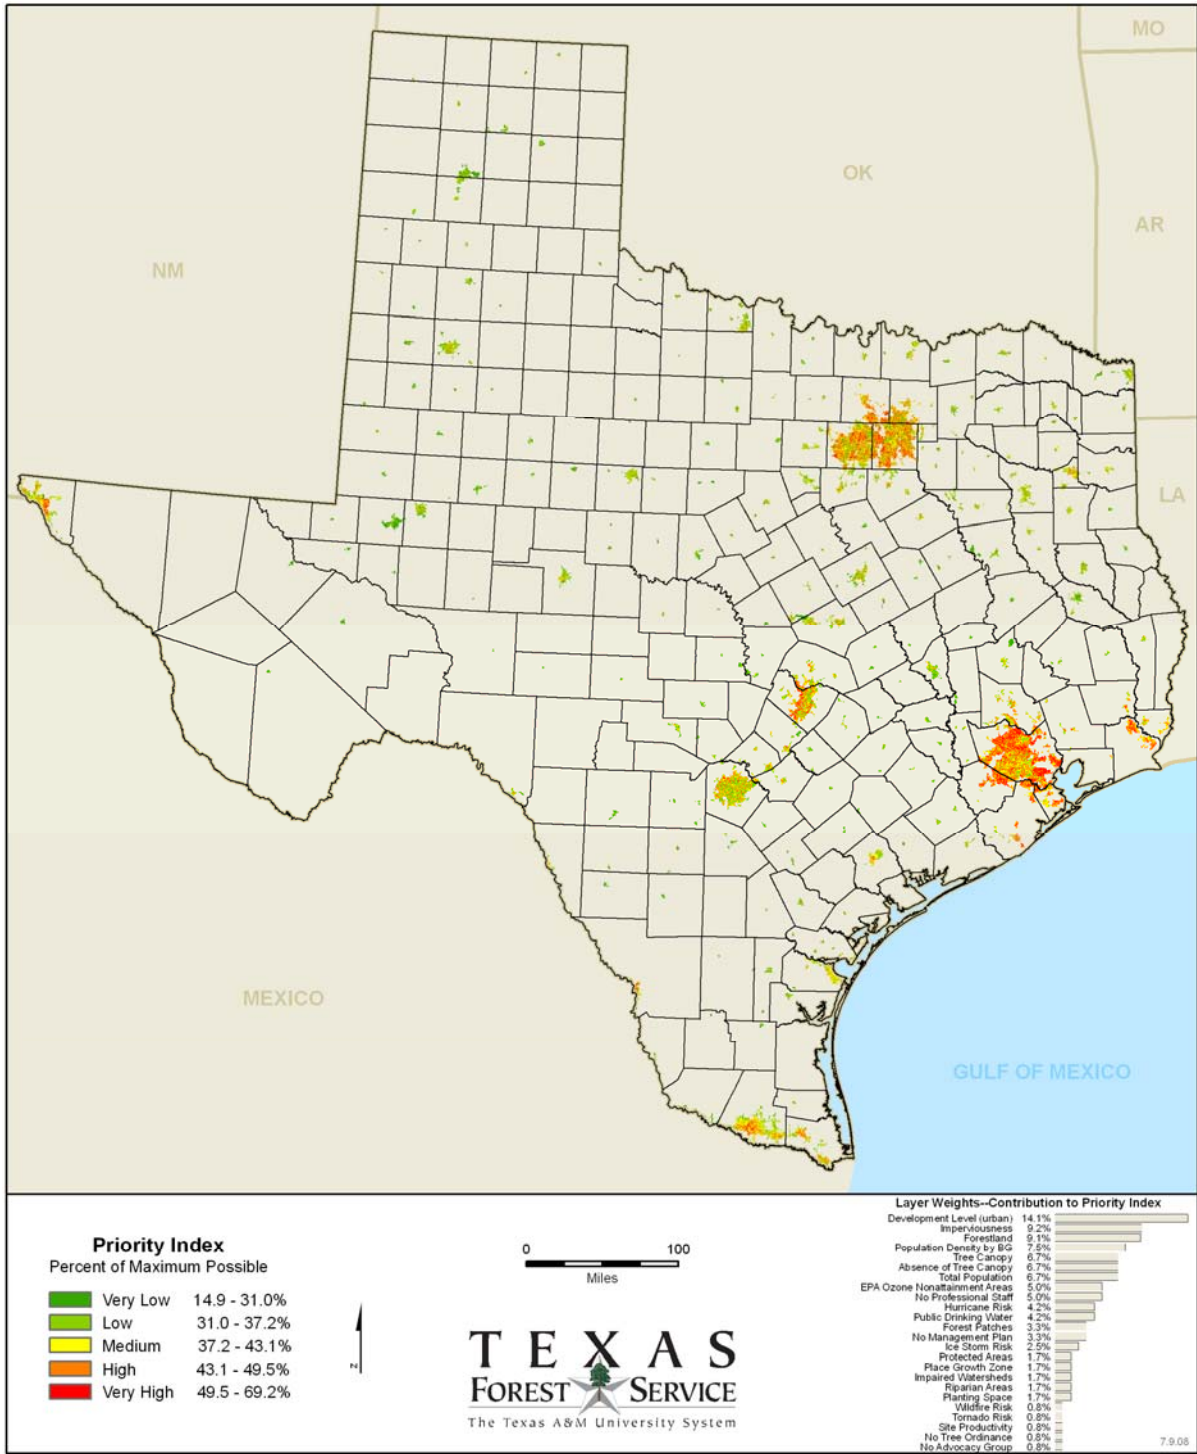 MO
OK
AR
NM
LA
MEXICO
GULF OF MEXICO
Priority Index
Percent of Maximum Possible
Very Low 14.9 - 31.0%
Low 31.0 - 37.2%
Medium 37.2 - 43.1%
High 43.1 - 49.5%
Very High 49.5 - 69.2%
N
0 100
Miles
TEXAS
FOREST SERVICE
The Texas A&M University System
Layer Weights--Contribution to Priority Index
Development Level (urban) 14.1%
Imperviousness 9.2%
Forestland 9.1%
Population Density by BG 7.5%
Tree Canopy 6.7%
Absence of Tree Canopy 6.7%
Total Population 6.7%
EPA Ozone Nonattainment Areas 5.0%
No Professional Staff 5.0%
Hurricane Risk 4.2%
Public Drinking Water 4.2%
Forest Patches 3.3%
No Management Plan 3.3%
Ice Storm Risk 2.5%
Protected Areas 1.7%
Place Growth Zone 1.7%
Impaired Watersheds 1.7%
Riparian Areas 1.7%
Planting Space 1.7%
Wildfire Risk 0.8%
Tornado Risk 0.8%
Site Productivity 0.8%
No Tree Ordinance 0.8%
No Advocacy Group 0.8%
7.9.08